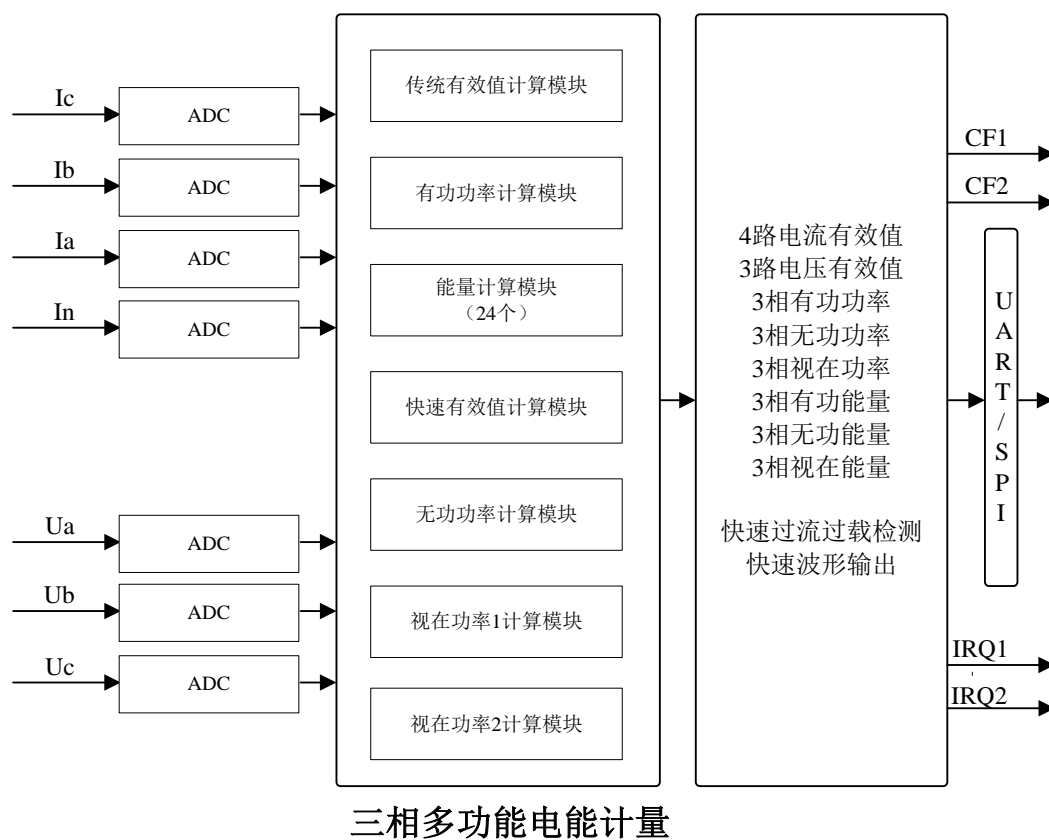 Ic
ADC
Ib
ADC
Ia
ADC
In
ADC
Ua
ADC
Ub
ADC
Uc
ADC
传统有效值计算模块
有功功率计算模块
能量计算模块
（24个）
快速有效值计算模块
无功功率计算模块
视在功率1计算模块
视在功率2计算模块
4路电流有效值
3路电压有效值
3相有功功率
3相无功功率
3相视在功率
3相有功能量
3相无功能量
3相视在能量
快速过流过载检测
快速波形输出
CF1
CF2
UART/SPI
IRQ1
IRQ2
三相多功能电能计量